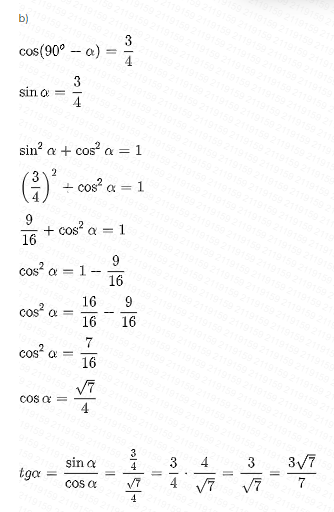 b)
cos(90° − α) = 3/4
sin α = 3/4
sin² α + cos² α = 1
(3/4)² + cos² α = 1
9/16 + cos² α = 1
cos² α = 1 − 9/16
cos² α = 16/16 − 9/16
cos² α = 7/16
cos α = √7/4
tgα = sin α/cos α = (3/4)/(√7/4) = 3/4 · 4/√7 = 3/√7 = 3√7/7